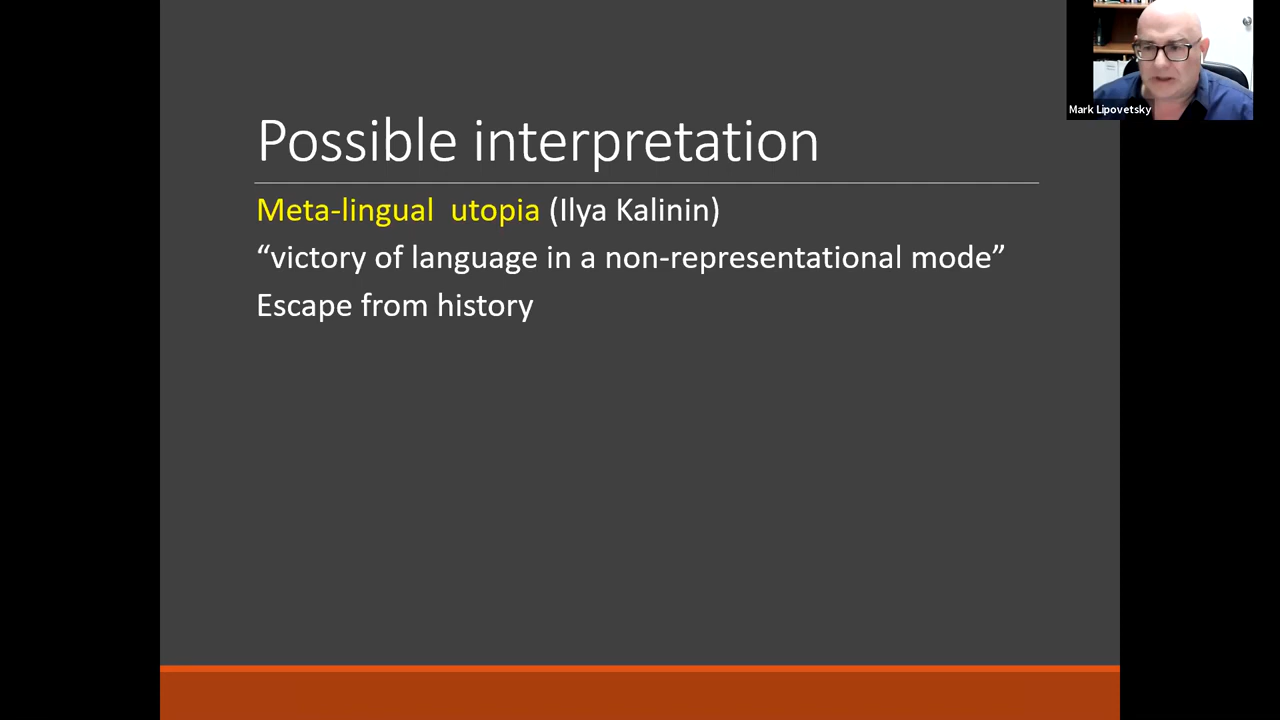 Possible interpretation
Meta-lingual  utopia (Ilya Kalinin)
“victory of language in a non-representational mode”
Escape from history
Mark Lipovetsky